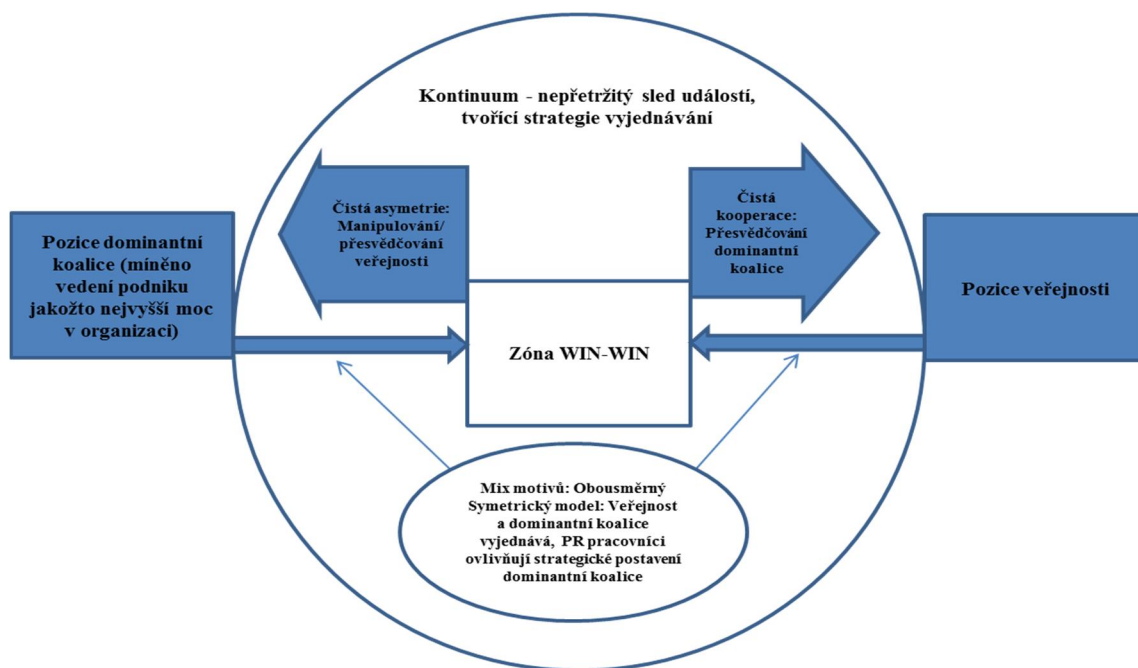 Kontinuum - nepřetržitý sled událostí,
tvořící strategie vyjednávání
Pozice dominantní
koalice (míněno
vedení podniku
jakožto nejvyšší moc
v organizaci)
Čistá asymetrie:
Manipulování/
přesvědčování
veřejnosti
Čistá
kooperace:
Přesvědčování
dominantní
koalice
Pozice veřejnosti
Zóna WIN-WIN
Mix motivů: Obousměrný
Symetrický model: Veřejnost
a dominantní koalice
vyjednává, PR pracovníci
ovlivňují strategické postavení
dominantní koalice